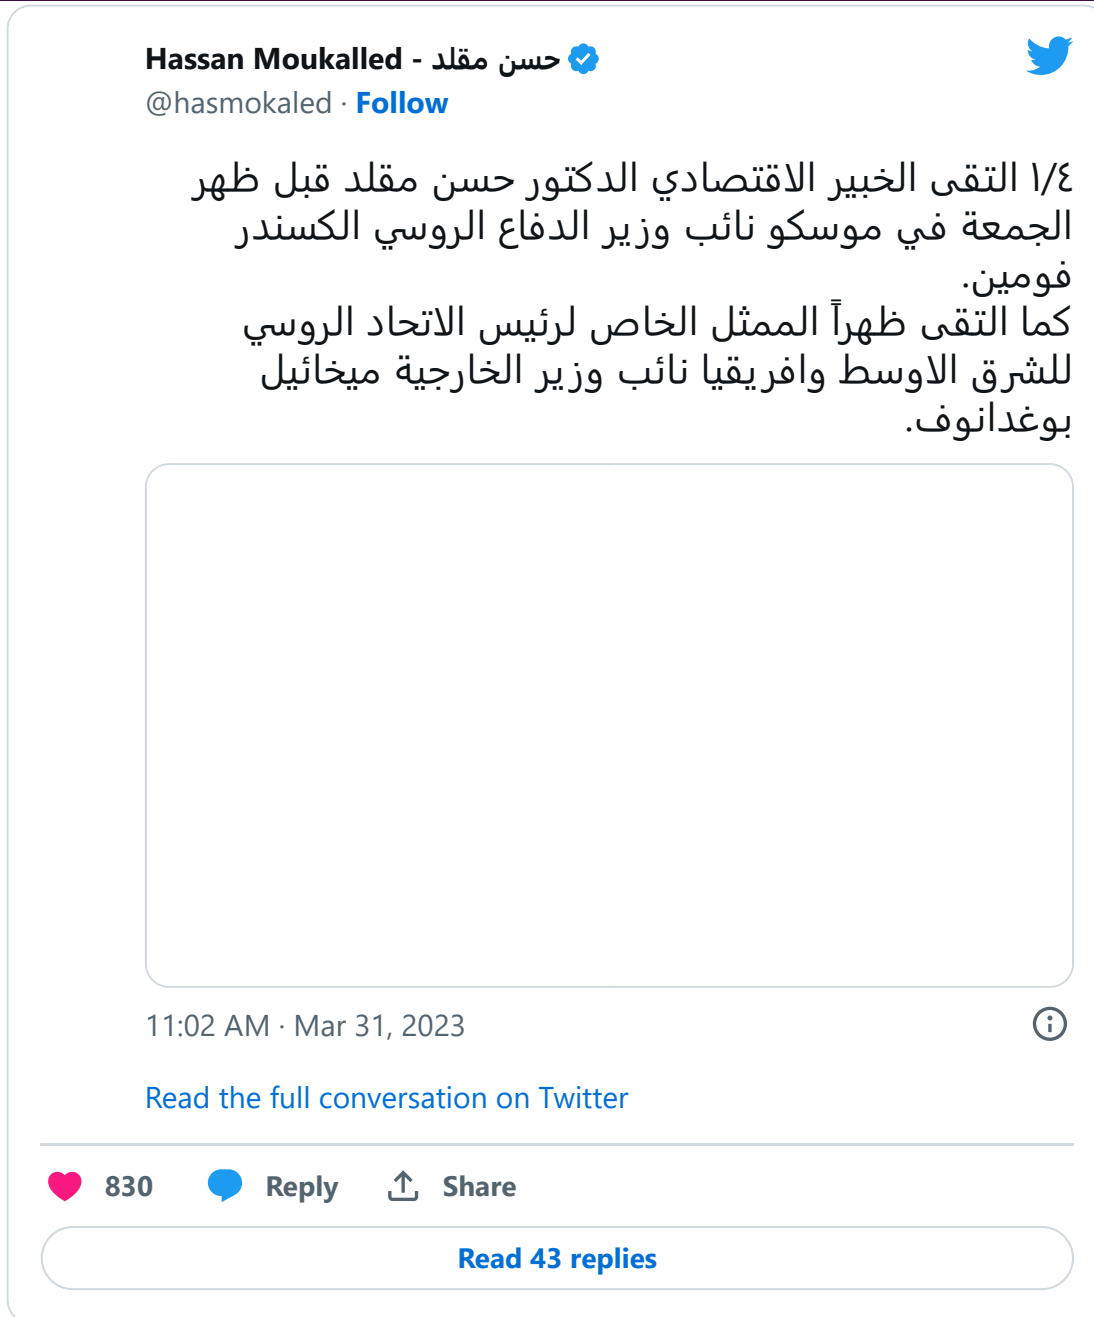 Hassan Moukalled - حسن مقلد
@hasmokaled · Follow
١/٤ التقى الخبير الاقتصادي الدكتور حسن مقلد قبل ظهر
الجمعة في موسكو نائب وزير الدفاع الروسي الكسندر
فومين.
كما التقى ظهراً الممثل الخاص لرئيس الاتحاد الروسي
للشرق الاوسط وافريقيا نائب وزير الخارجية ميخائيل
بوغدانوف.
11:02 AM · Mar 31, 2023
Read the full conversation on Twitter
830 Reply Share
Read 43 replies